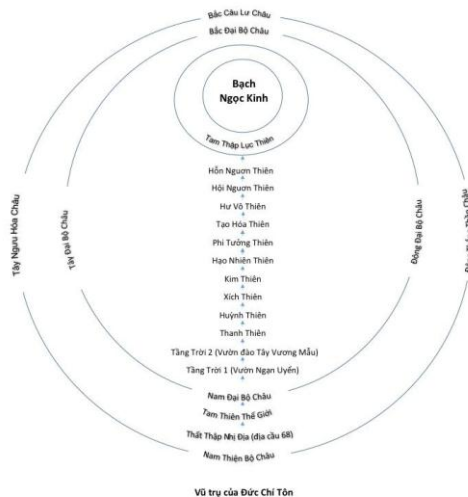 Bắc Câu Lư Châu
Bắc Đại Bộ Châu
Bạch
Ngọc Kinh
Tam Thập Lục Thiên
Hỗn Nguơn Thiên
Hội Nguơn Thiên
Hư Vô Thiên
Tạo Hóa Thiên
Phi Tưởng Thiên
Hạo Nhiên Thiên
Kim Thiên
Xích Thiên
Huỳnh Thiên
Thanh Thiên
Tầng Trời 2 (Vườn đào Tây Vương Mẫu)
Tầng Trời 1 (Vườn Ngạn Uyển)
Tây Ngưu Hóa Châu
Tây Đại Bộ Châu
Đông Đại Bộ Châu
Châu
Nam Đại Bộ Châu
Tam Thiên Thế Giới
Thất Thập Nhị Địa (địa cầu 68)
Nam Thiện Bộ Châu
Vũ trụ của Đức Chí Tôn